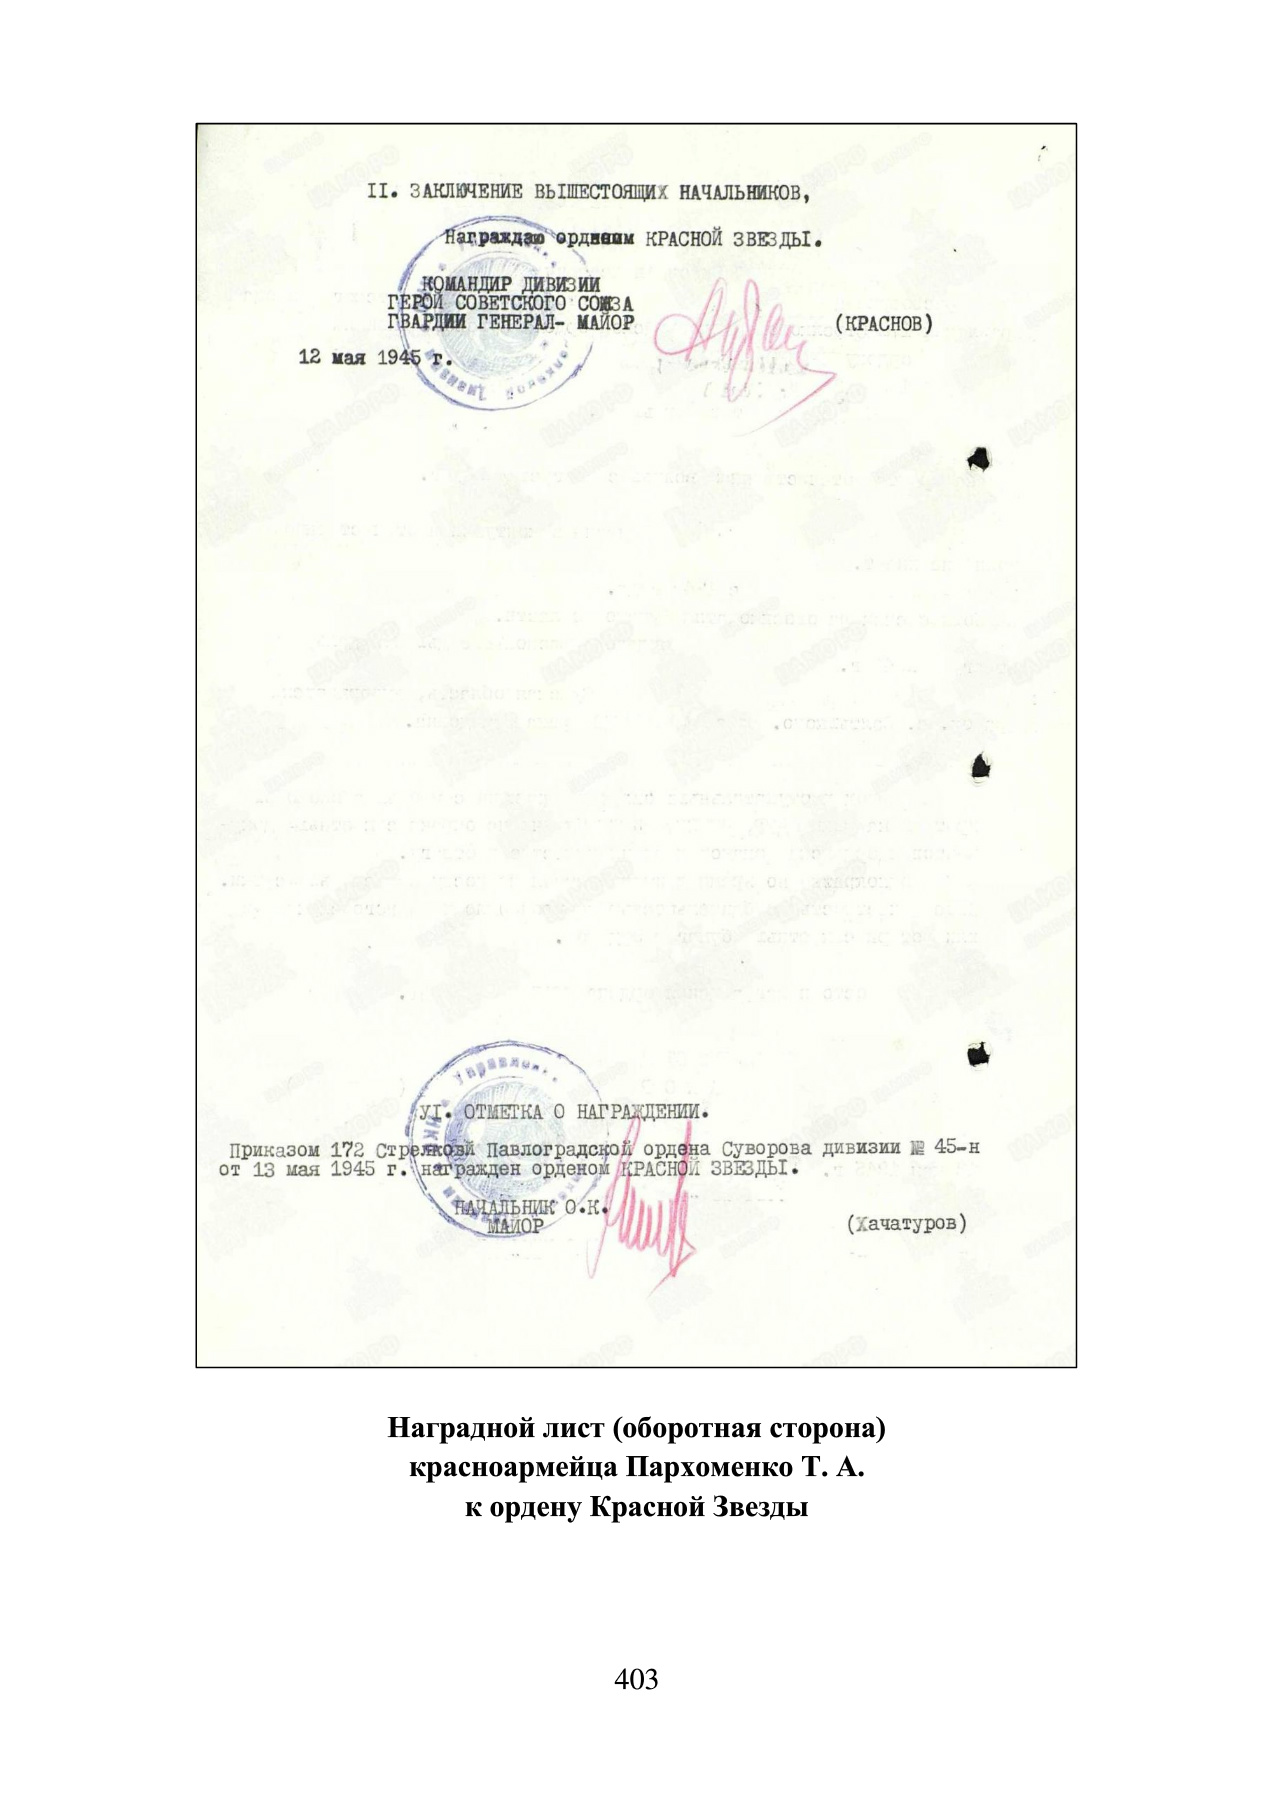 II. ЗАКЛЮЧЕНИЕ ВЫШЕСТОЯЩИХ НАЧАЛЬНИКОВ,
Награждаю орденом КРАСНОЙ ЗВЕЗДЫ.
КОМАНДИР ДИВИЗИИ
ГЕРОЙ СОВЕТСКОГО СОЮЗА
ГВАРДИИ ГЕНЕРАЛ- МАЙОР (КРАСНОВ)
12 мая 1945 г.
УI. ОТМЕТКА О НАГРАЖДЕНИИ.
Приказом 172 Стрелковй Павлоградской ордена Суворова дивизии № 45-н
от 13 мая 1945 г. награжден орденом КРАСНОЙ ЗВЕЗДЫ.
НАЧАЛЬНИК О.К.
МАЙОР (Хачатуров)
Наградной лист (оборотная сторона)
красноармейца Пархоменко Т. А.
к ордену Красной Звезды
403